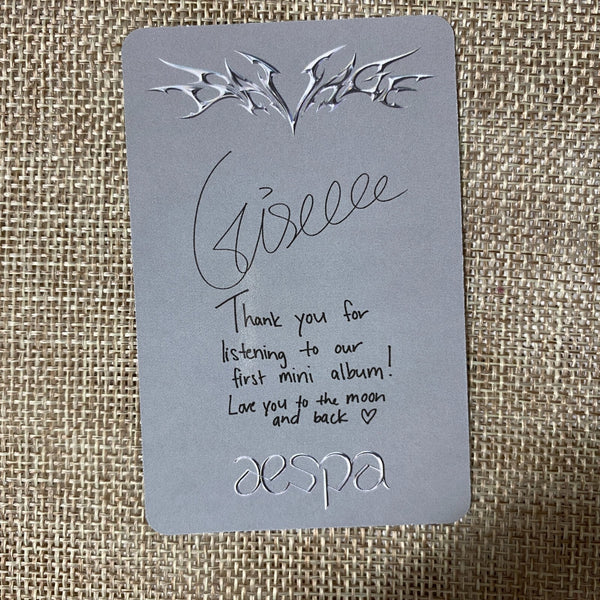 SAVAGE
Giselle
Thank you for
listening to our
first mini album!
Love you to the moon
and back ♡
aespa